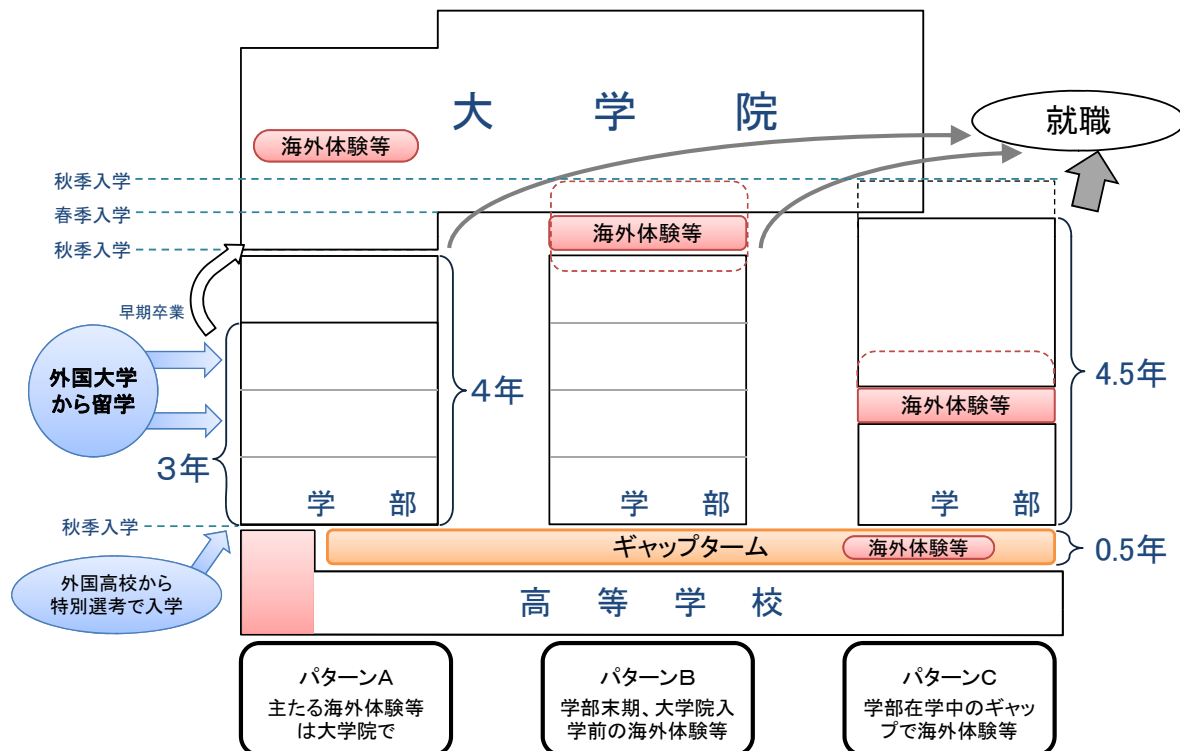 大学院
就職
海外体験等
秋季入学
春季入学
海外体験等
秋季入学
早期卒業
外国大学
から留学
4年
4.5年
海外体験等
3年
学部
学部
学部
秋季入学
ギャップターム
海外体験等
0.5年
外国高校から
特別選考で入学
高等学校
パターンA
主たる海外体験等
は大学院で
パターンB
学部末期、大学院入
学前の海外体験等
パターンC
学部在学中のギャッ
プで海外体験等